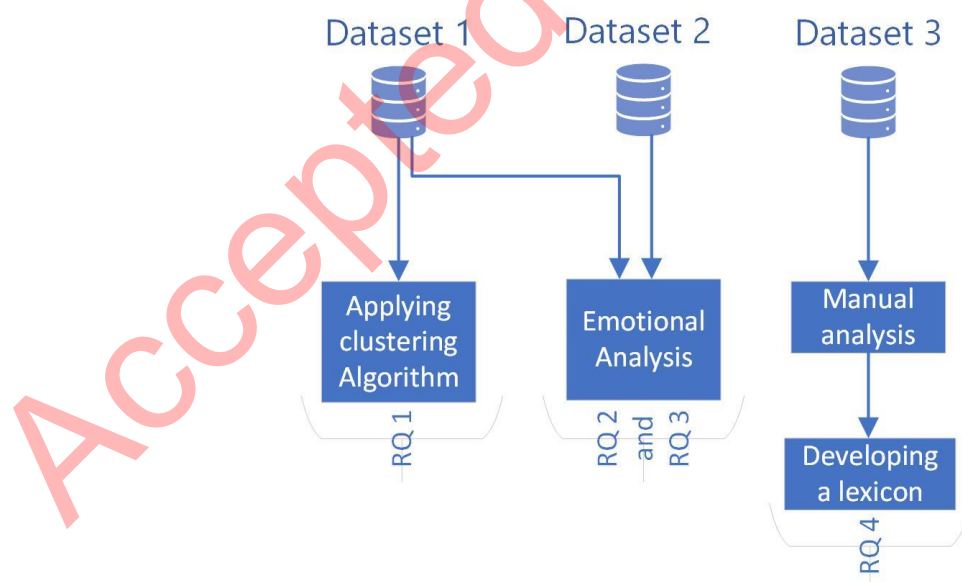 Dataset 1
Dataset 2
Dataset 3
Applying
clustering
Algorithm
Emotional
Analysis
Manual
analysis
Developing
a lexicon
RQ 1
RQ 2
and
RQ 3
RQ 4
Accepted